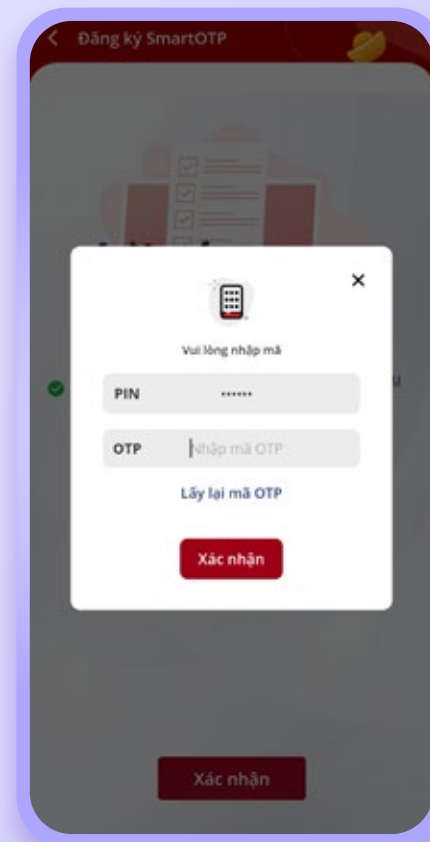 Đăng ký SmartOTP
Vui lòng nhập mã
PIN ••••••
OTP Nhập mã OTP
Lấy lại mã OTP
Xác nhận
Xác nhận